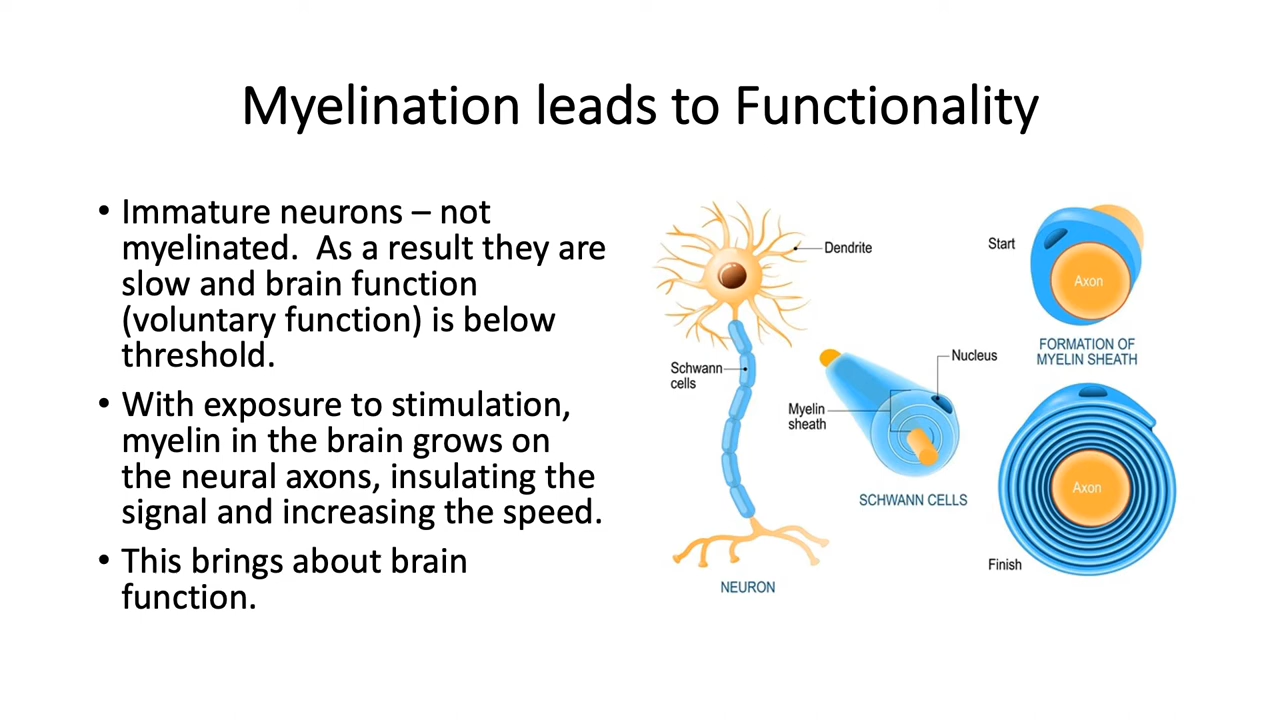 Myelination leads to Functionality
• Immature neurons – not
myelinated.  As a result they are
slow and brain function
(voluntary function) is below
threshold.
• With exposure to stimulation,
myelin in the brain grows on
the neural axons, insulating the
signal and increasing the speed.
• This brings about brain
function.
Dendrite
Schwann
cells
NEURON
Myelin
sheath
Nucleus
SCHWANN CELLS
Start
Axon
FORMATION OF
MYELIN SHEATH
Axon
Finish